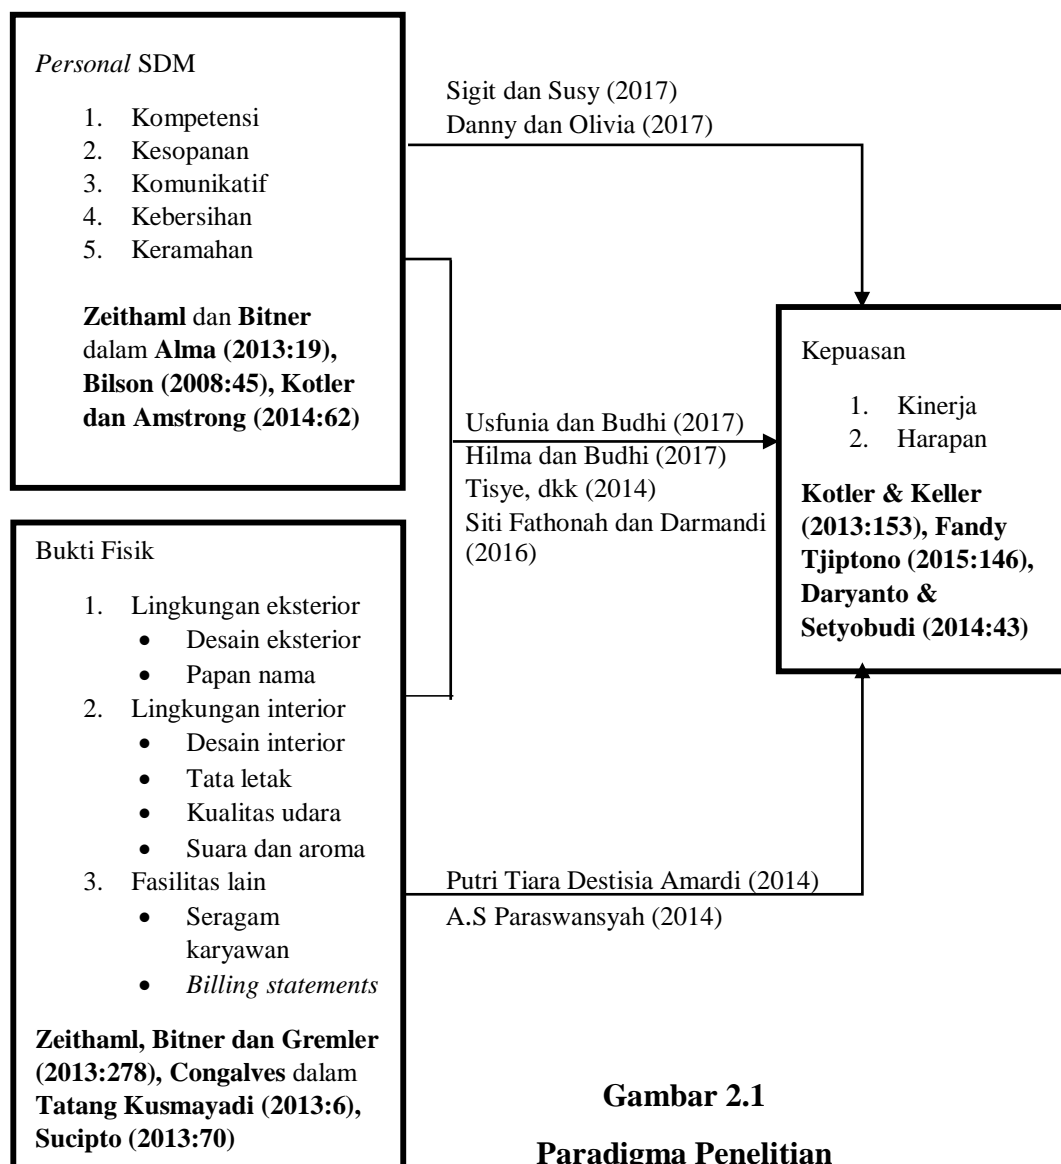 Personal SDM
1. Kompetensi
2. Kesopanan
3. Komunikatif
4. Kebersihan
5. Keramahan
Zeithaml dan Bitner
dalam Alma (2013:19),
Bilson (2008:45), Kotler
dan Amstrong (2014:62)
Sigit dan Susy (2017)
Danny dan Olivia (2017)
Usfunia dan Budhi (2017)
Hilma dan Budhi (2017)
Tisye, dkk (2014)
Siti Fathonah dan Darmandi
(2016)
Kepuasan
1. Kinerja
2. Harapan
Kotler & Keller
(2013:153), Fandy
Tjiptono (2015:146),
Daryanto &
Setyobudi (2014:43)
Bukti Fisik
1. Lingkungan eksterior
• Desain eksterior
• Papan nama
2. Lingkungan interior
• Desain interior
• Tata letak
• Kualitas udara
• Suara dan aroma
3. Fasilitas lain
• Seragam
karyawan
• Billing statements
Zeithaml, Bitner dan Gremler
(2013:278), Congalves dalam
Tatang Kusmayadi (2013:6),
Sucipto (2013:70)
Putri Tiara Destisia Amardi (2014)
A.S Paraswansyah (2014)
Gambar 2.1
Paradigma Penelitian